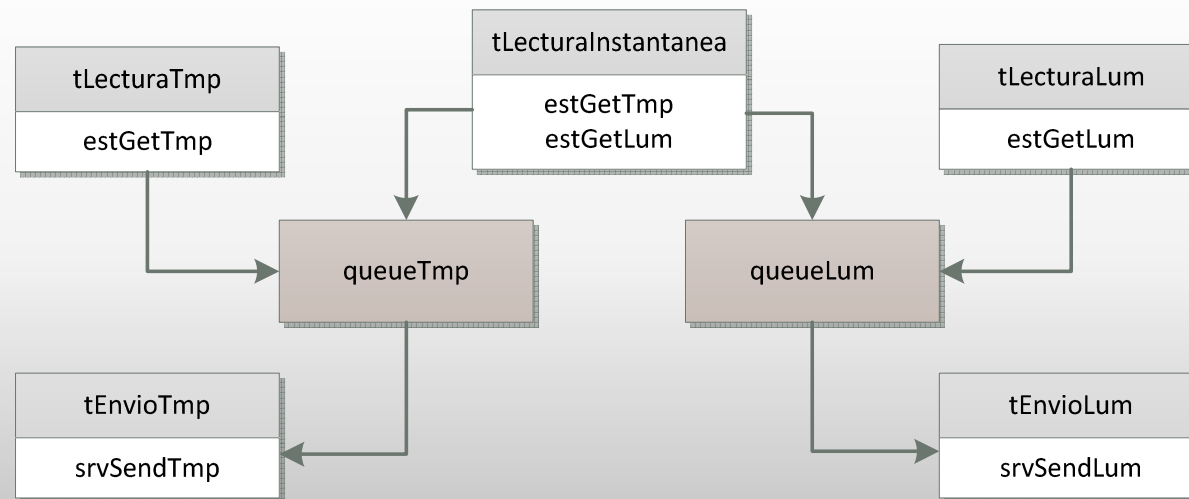 tLecturaInstantanea
estGetTmp
estGetLum
tLecturaTmp
estGetTmp
tLecturaLum
estGetLum
queueTmp
queueLum
tEnvioTmp
srvSendTmp
tEnvioLum
srvSendLum